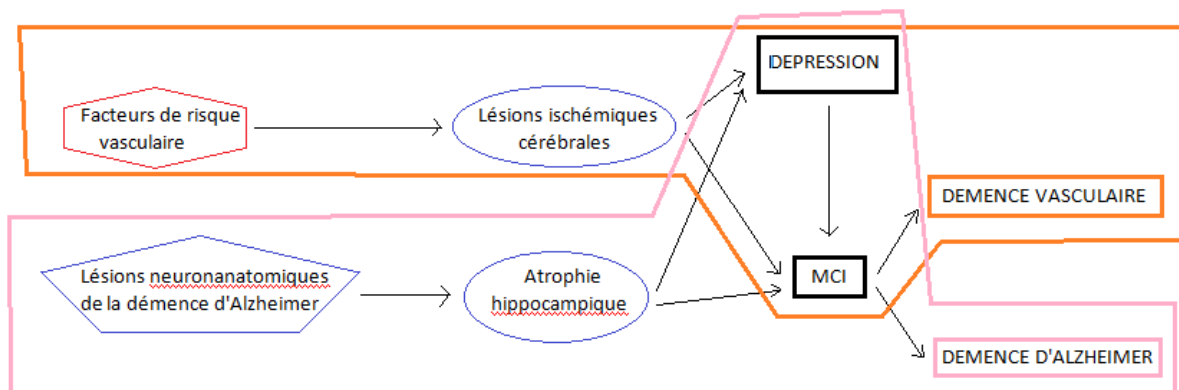 DEPRESSION
Facteurs de risque
vasculaire
Lésions ischémiques
cérébrales
DEMENCE VASCULAIRE
Lésions neuronanatomiques
de la démence d'Alzheimer
Atrophie
hippocampique
MCI
DEMENCE D'ALZHEIMER